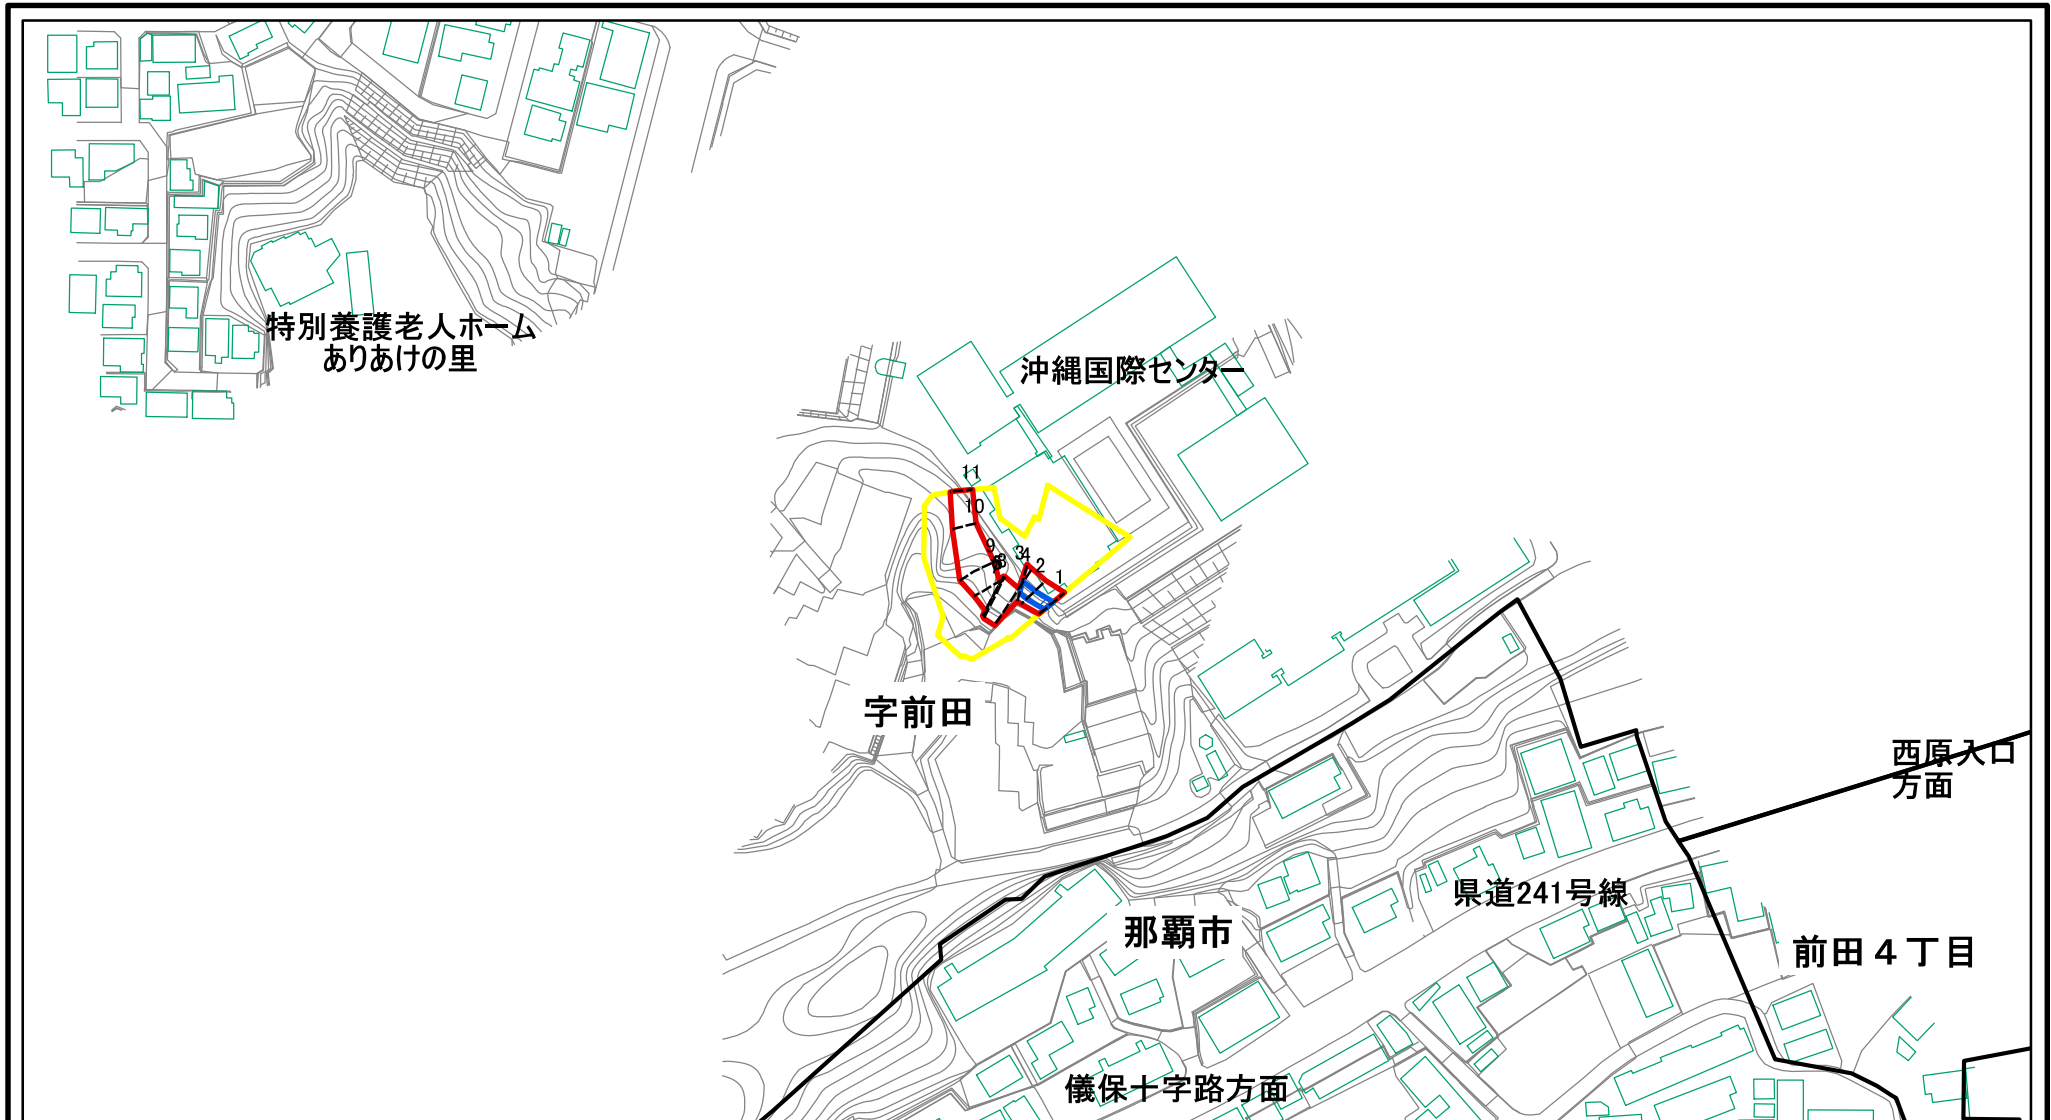 特別養護老人ホーム
ありあけの里
沖縄国際センター
11
10
9
8
3
4
2
1
字前田
西原入口
方面
県道241号線
那覇市
前田４丁目
儀保十字路方面